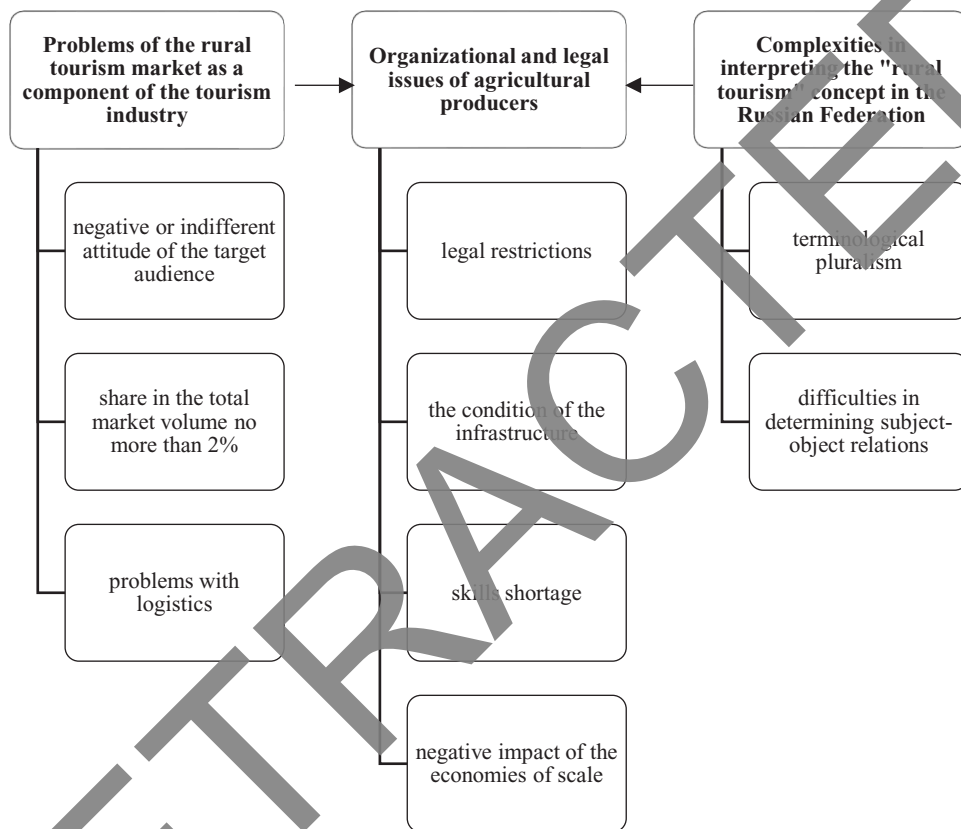 Problems of the rural
tourism market as a
component of the tourism
industry
negative or indifferent
attitude of the target
audience
share in the total
market volume no
more than 2%
problems with
logistics
Organizational and legal
issues of agricultural
producers
legal restrictions
the condition of the
infrastructure
skills shortage
negative impact of the
economies of scale
Complexities in
interpreting the "rural
tourism" concept in the
Russian Federation
terminological
pluralism
difficulties in
determining subject-
object relations
TRACTE